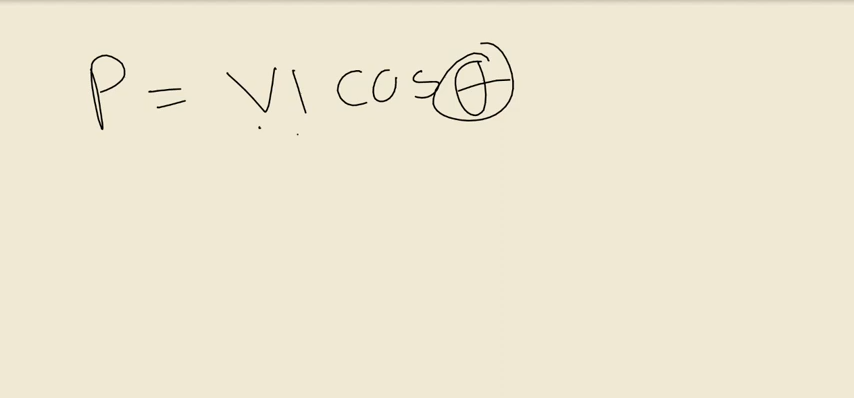 P = VI cosθ